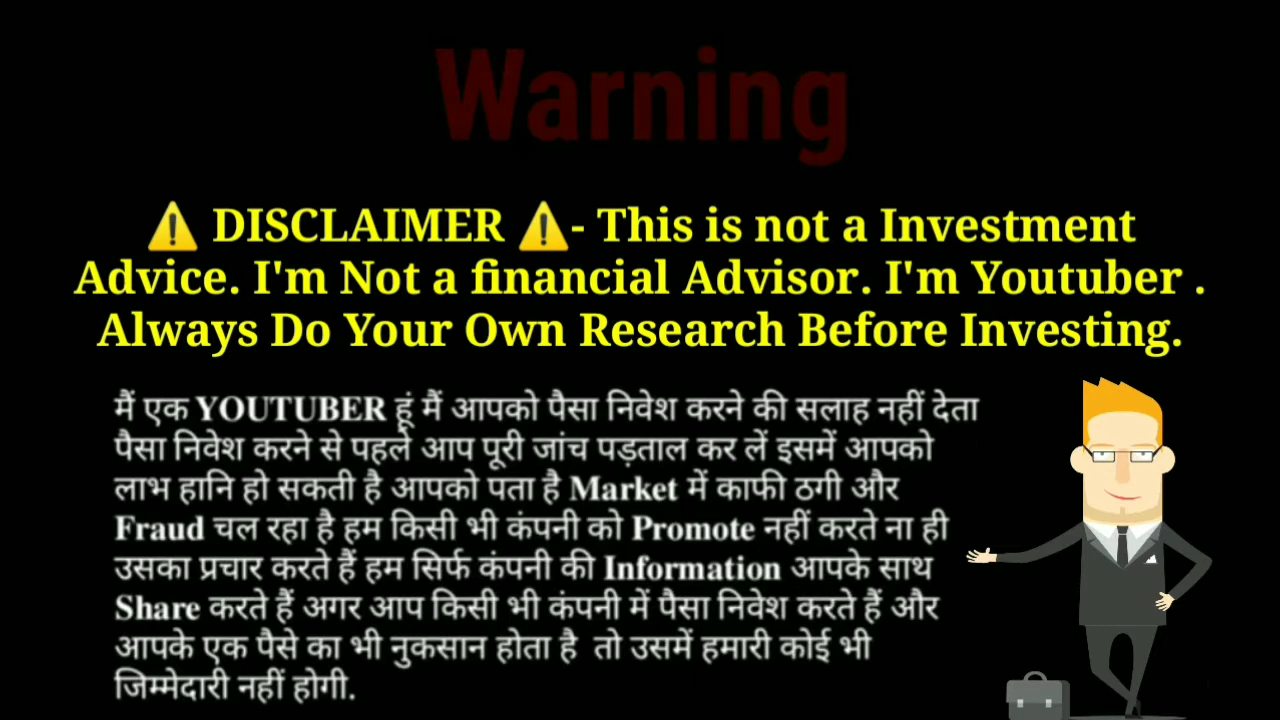 Warning
⚠️ DISCLAIMER ⚠️- This is not a Investment
Advice. I'm Not a financial Advisor. I'm Youtuber .
Always Do Your Own Research Before Investing.
मैं एक YOUTUBER हूं मैं आपको पैसा निवेश करने की सलाह नहीं देता
पैसा निवेश करने से पहले आप पूरी जांच पड़ताल कर लें इसमें आपको
लाभ हानि हो सकती है आपको पता है Market में काफी ठगी और
Fraud चल रहा है हम किसी भी कंपनी को Promote नहीं करते ना ही
उसका प्रचार करते हैं हम सिर्फ कंपनी की Information आपके साथ
Share करते हैं अगर आप किसी भी कंपनी में पैसा निवेश करते हैं और
आपके एक पैसे का भी नुकसान होता है तो उसमें हमारी कोई भी
जिम्मेदारी नहीं होगी.